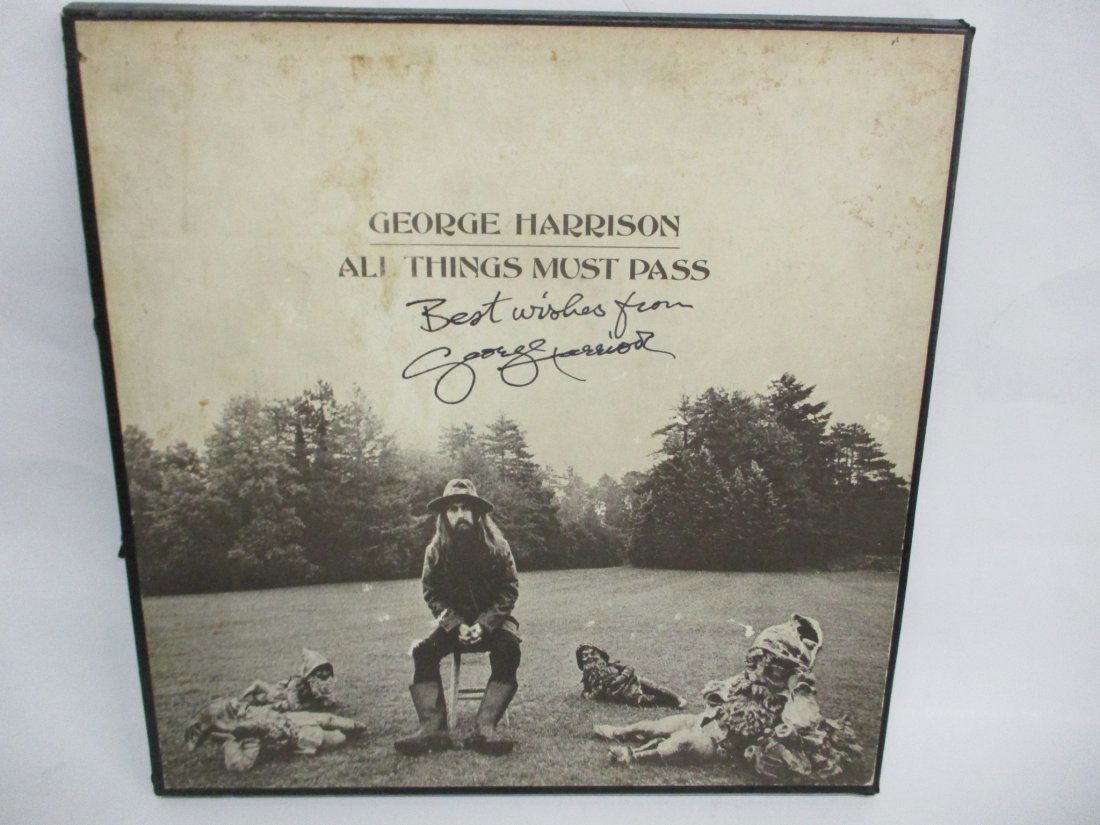 GEORGE HARRISON
ALL THINGS MUST PASS
Best wishes from
George Harrison